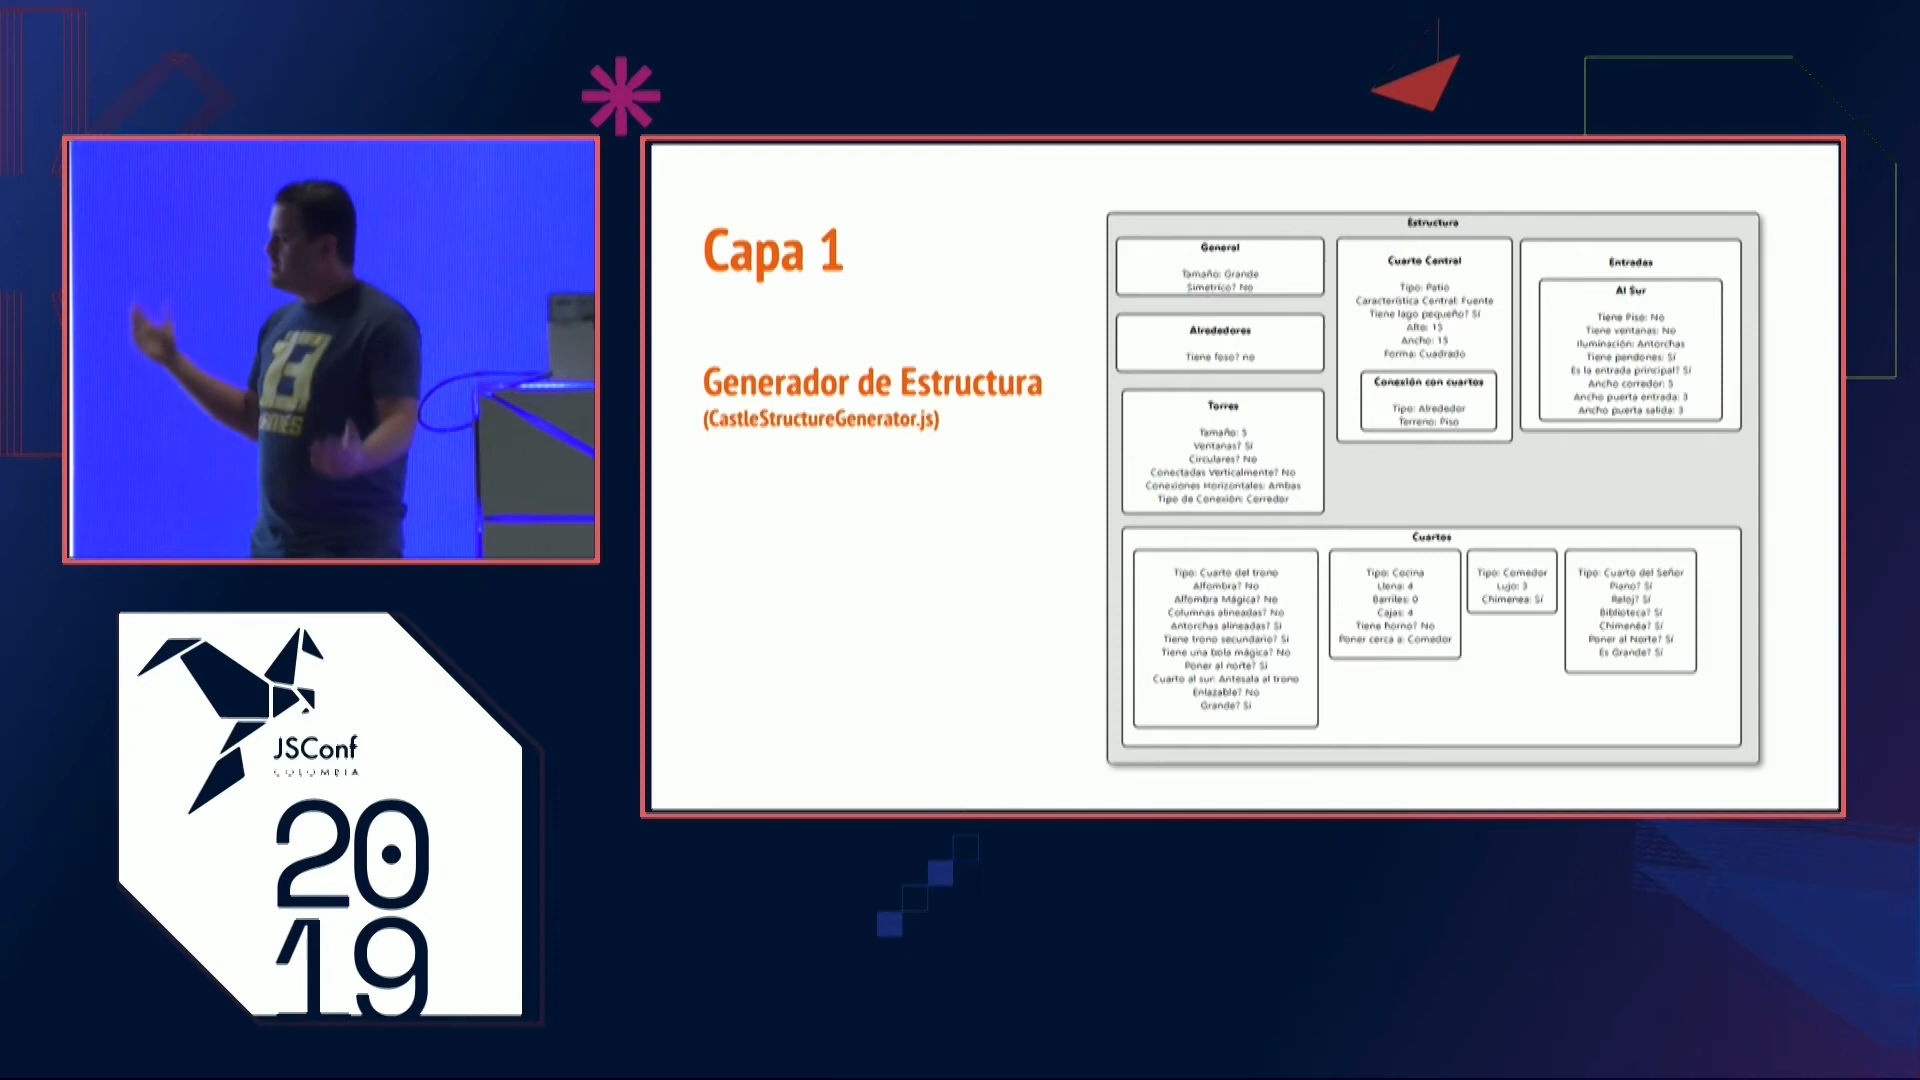 Capa 1
Generador de Estructura
(CastleStructureGenerator.js)
Estructura
General
Tamaño: Grande
Simetrico? No
Alrededores
Tiene foso? no
Torres
Tamaño: 5
Ventanas? Sí
Circulares? No
Conectadas Verticalmente? No
Conexiones Horizontales: Ambas
Tipo de Conexión: Corredor
Cuarto Central
Tipo: Patio
Característica Central: Fuente
Tiene lago pequeño? Sí
Alto: 15
Ancho: 15
Forma: Cuadrado
Conexión con cuartos
Tipo: Alrededor
Terreno: Piso
Entradas
Al Sur
Tiene Piso: No
Tiene ventanas: No
Iluminación: Antorchas
Tiene pendones: Sí
Es la entrada principal? Sí
Ancho corredor: 5
Ancho puerta entrada: 3
Ancho puerta salida: 3
Cuartos
Tipo: Cuarto del trono
Alfombra? No
Alfombra Mágica? No
Columnas alineadas? No
Antorchas alineadas? Si
Tiene trono secundario? Si
Tiene una bola mágica? No
Poner al norte? Si
Cuarto al sur: Antesala al trono
Enlazable? No
Grande? Si
Tipo: Cocina
Llena: 4
Barriles: 0
Cajas: 4
Tiene horno? No
Poner cerca a: Comedor
Tipo: Comedor
Lujo: 3
Chimenea: Sí
Tipo: Cuarto del Señor
Piano? Sí
Reloj? Sí
Biblioteca? Sí
Chimenéa? Sí
Poner al Norte? Sí
Es Grande? Sí
13
JSConf
COLOMBIA
20
19